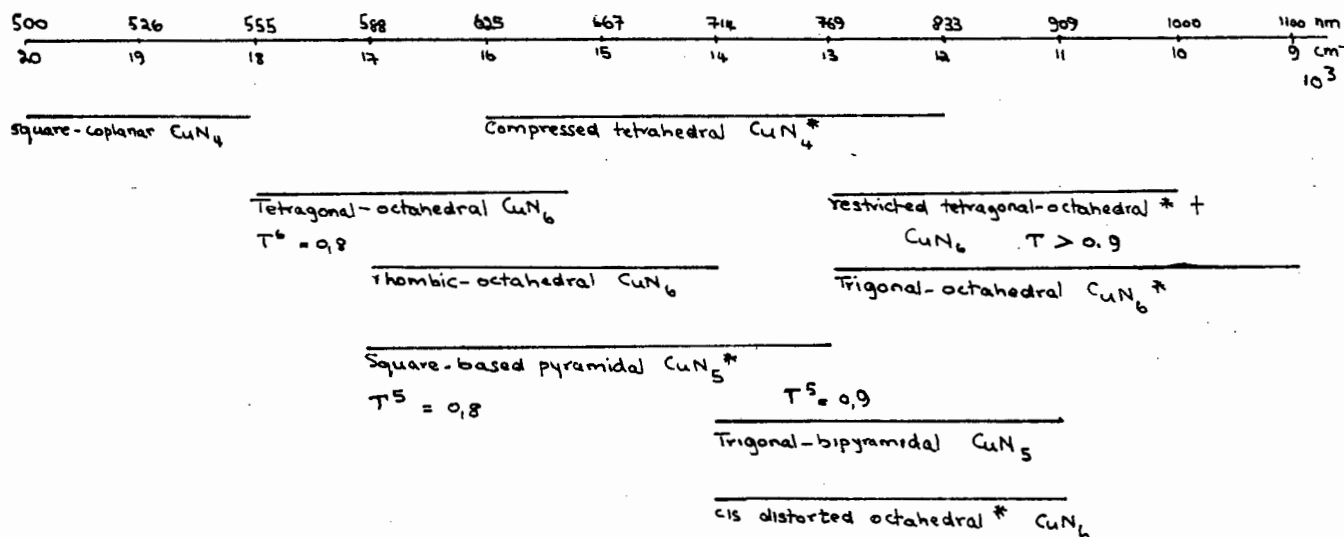 500 526 555 588 625 667 714 769 833 909 1000 1100 nm
20 19 18 17 16 15 14 13 12 11 10 9 cm⁻
10³
square-coplanar CuN₄ Compressed tetrahedral CuN₄*
Tetragonal-octahedral CuN₆ restricted tetragonal-octahedral * +
T⁶ = 0,8 CuN₆ T > 0.9
rhombic-octahedral CuN₆ Trigonal-octahedral CuN₆*
Square-based pyramidal CuN₅*
T⁵ = 0,8 T⁵ = 0,9
Trigonal-bipyramidal CuN₅
cis distorted octahedral * CuN₆